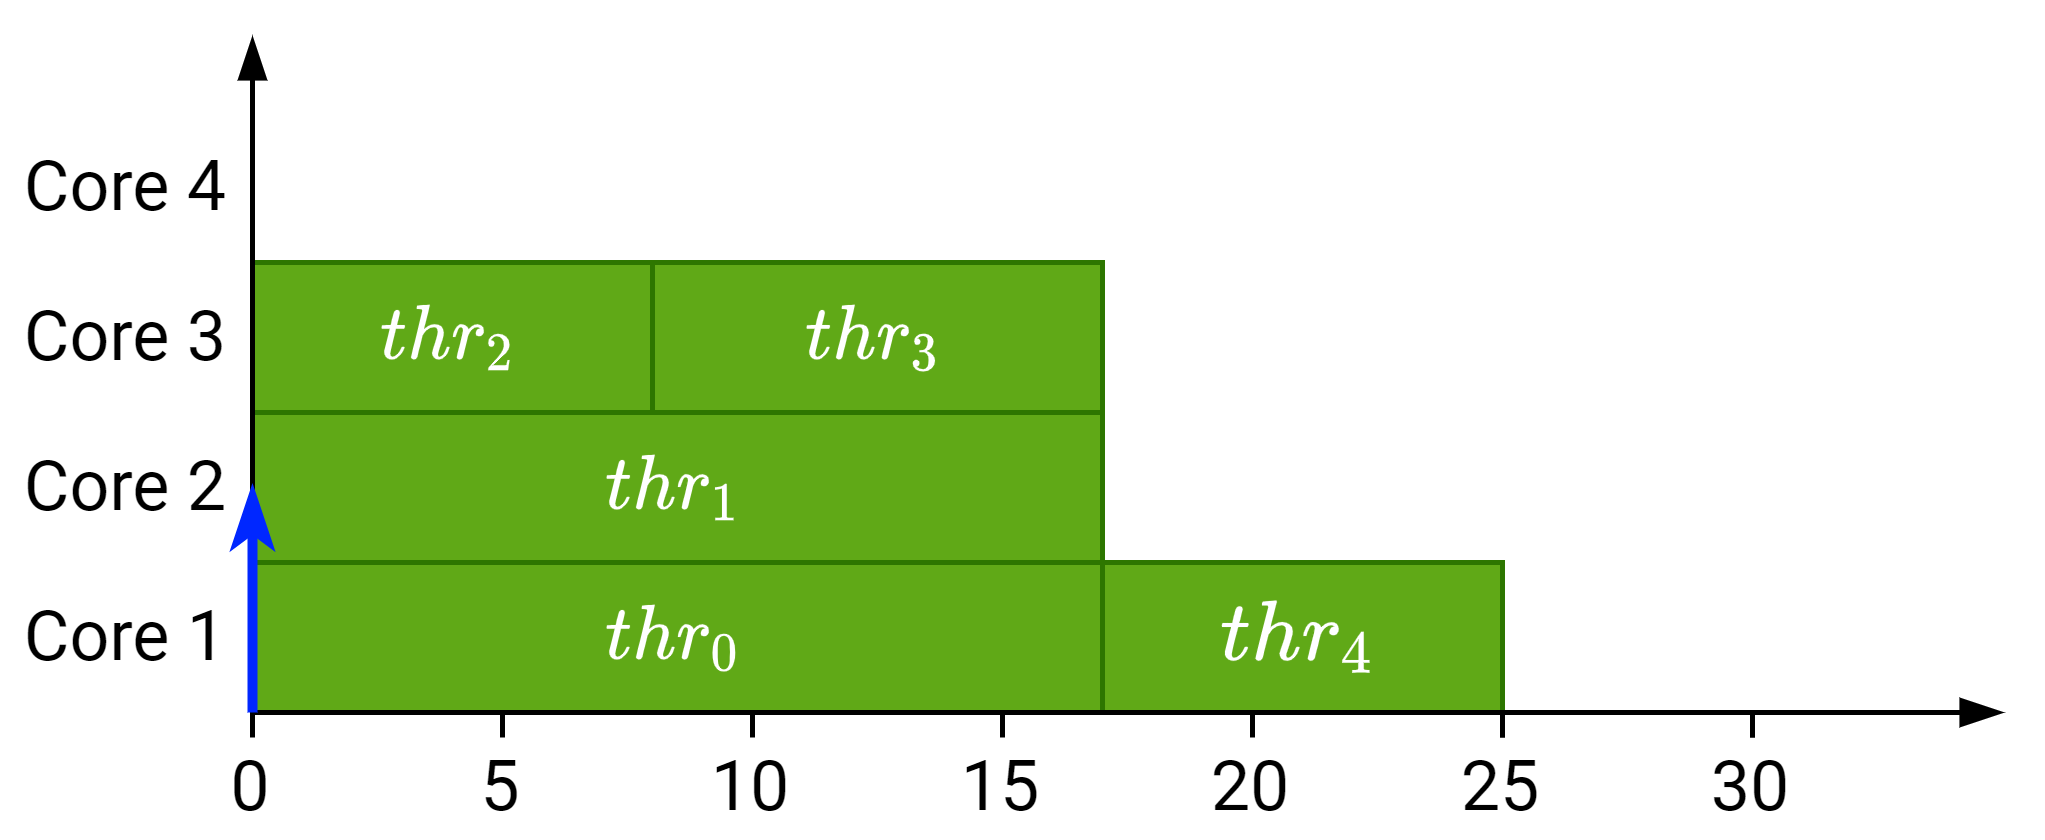 Core 4
Core 3 thr₂ thr₃
Core 2 thr₁
Core 1 thr₀ thr₄
0 5 10 15 20 25 30